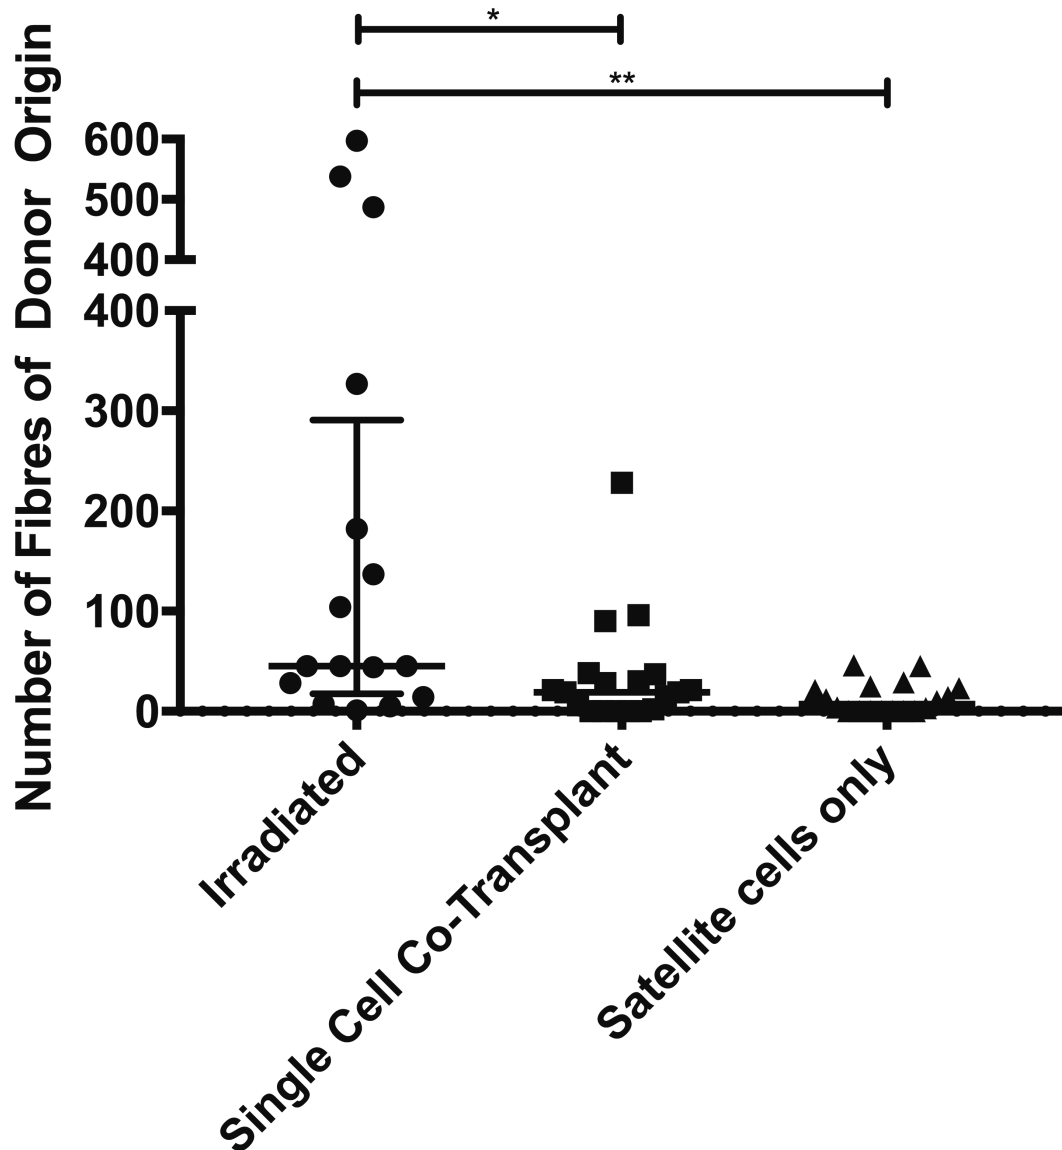 *
**
Number of Fibres of Donor Origin
600
500
400
400
300
200
100
0
Irradiated
Single Cell Co-Transplant
Satellite cells only